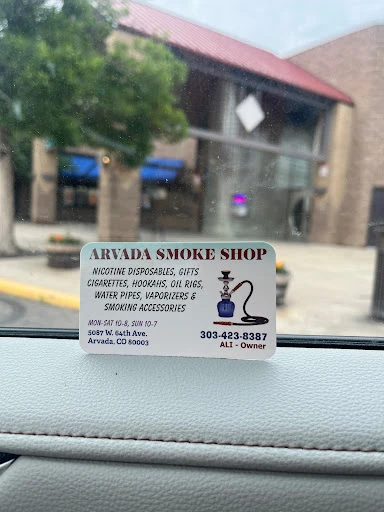 ARVADA SMOKE SHOP
NICOTINE DISPOSABLES, GIFTS
CIGARETTES, HOOKAHS, OIL RIGS,
WATER PIPES, VAPORIZERS &
SMOKING ACCESSORIES
MON-SAT 10-8, SUN 10-7
5087 W. 64th Ave.
Arvada, CO 80003
303-423-8387
ALI - Owner